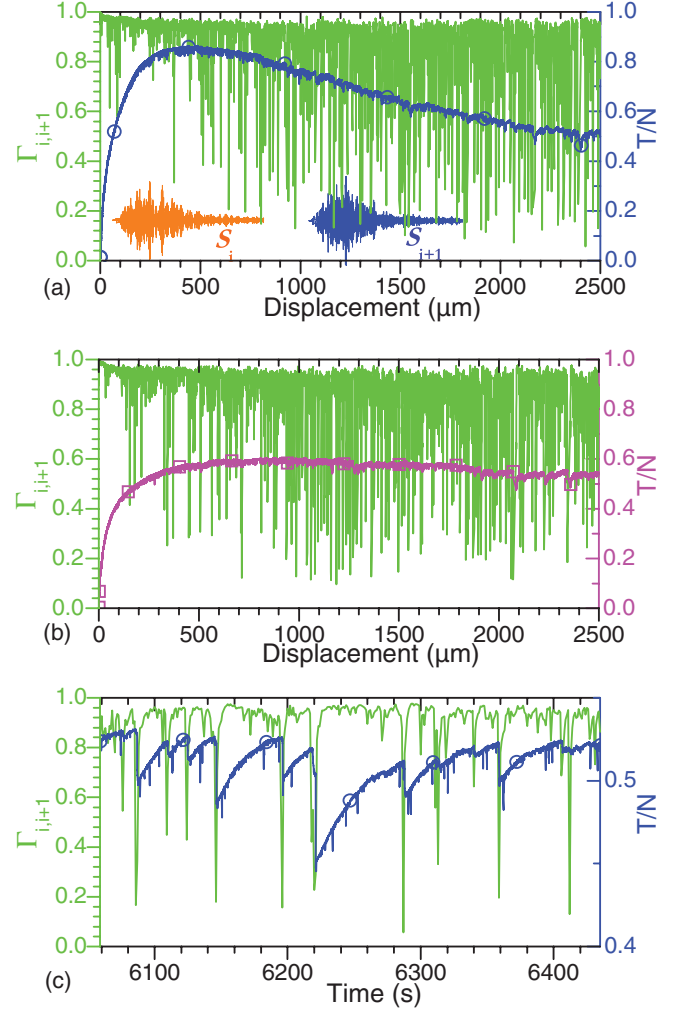 1.0 1.0
0.8 0.8
0.6 0.6
0.4 0.4
0.2 0.2
0.0 0.0
Γi,i+1
T/N
Si
Si+1
0 500 1000 1500 2000 2500
(a) Displacement (μm)
1.0 1.0
0.8 0.8
0.6 0.6
0.4 0.4
0.2 0.2
0.0 0.0
Γi,i+1
T/N
0 500 1000 1500 2000 2500
(b) Displacement (μm)
1.0
0.8
0.6
0.4
0.2
0.0
Γi,i+1
0.5
0.4
T/N
6100 6200 6300 6400
(c) Time (s)